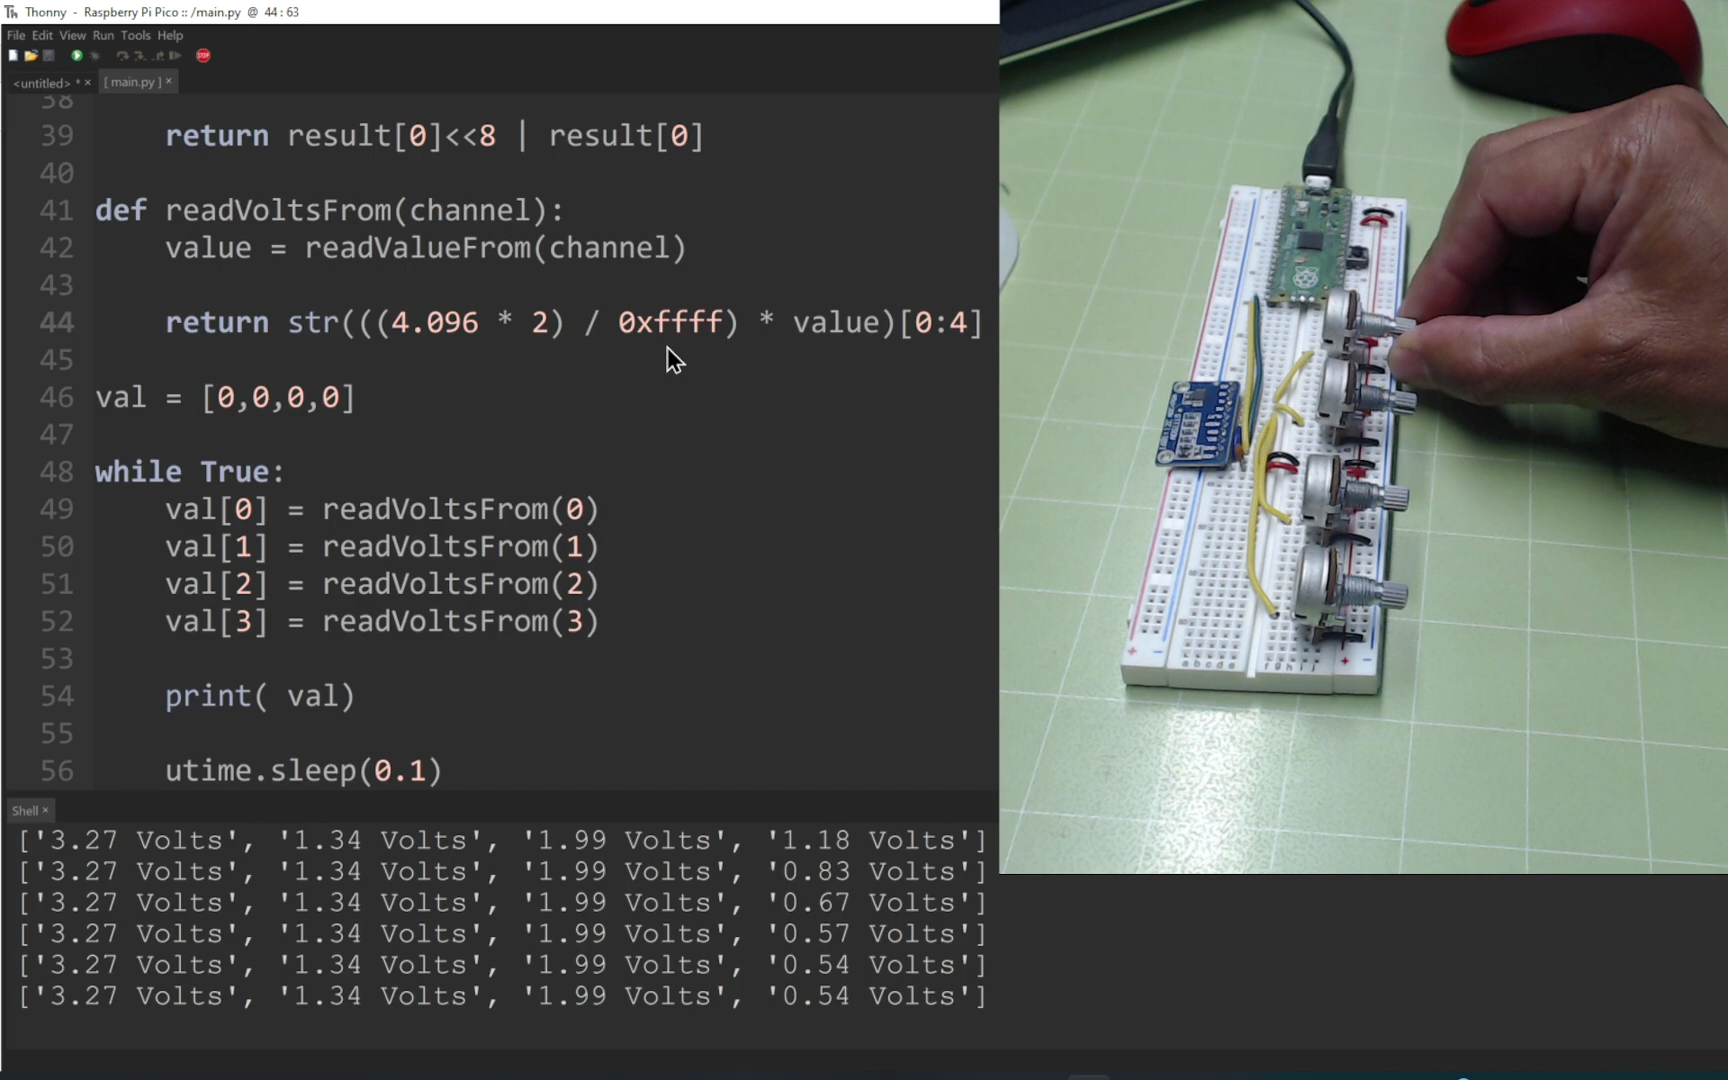 Thonny - Raspberry Pi Pico :: /main.py @ 44 : 63
File Edit View Run Tools Help
STOP
<untitled> * × [ main.py ] ×
38
39 return result[0]<<8 | result[0]
40
41 def readVoltsFrom(channel):
42 value = readValueFrom(channel)
43
44 return str(((4.096 * 2) / 0xffff) * value)[0:4]
45
46 val = [0,0,0,0]
47
48 while True:
49 val[0] = readVoltsFrom(0)
50 val[1] = readVoltsFrom(1)
51 val[2] = readVoltsFrom(2)
52 val[3] = readVoltsFrom(3)
53
54 print( val)
55
56 utime.sleep(0.1)
Shell ×
['3.27 Volts', '1.34 Volts', '1.99 Volts', '1.18 Volts']
['3.27 Volts', '1.34 Volts', '1.99 Volts', '0.83 Volts']
['3.27 Volts', '1.34 Volts', '1.99 Volts', '0.67 Volts']
['3.27 Volts', '1.34 Volts', '1.99 Volts', '0.57 Volts']
['3.27 Volts', '1.34 Volts', '1.99 Volts', '0.54 Volts']
['3.27 Volts', '1.34 Volts', '1.99 Volts', '0.54 Volts']